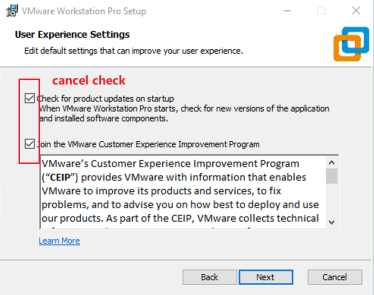 VMware Workstation Pro Setup
User Experience Settings
Edit default settings that can improve your user experience.
cancel check
Check for product updates on startup
When VMware Workstation Pro starts, check for new versions of the application
and installed software components.
Join the VMware Customer Experience Improvement Program
VMware's Customer Experience Improvement Program
("CEIP") provides VMware with information that enables
VMware to improve its products and services, to fix
problems, and to advise you on how best to deploy and use
our products. As part of the CEIP, VMware collects technical
Learn More
Back Next Cancel